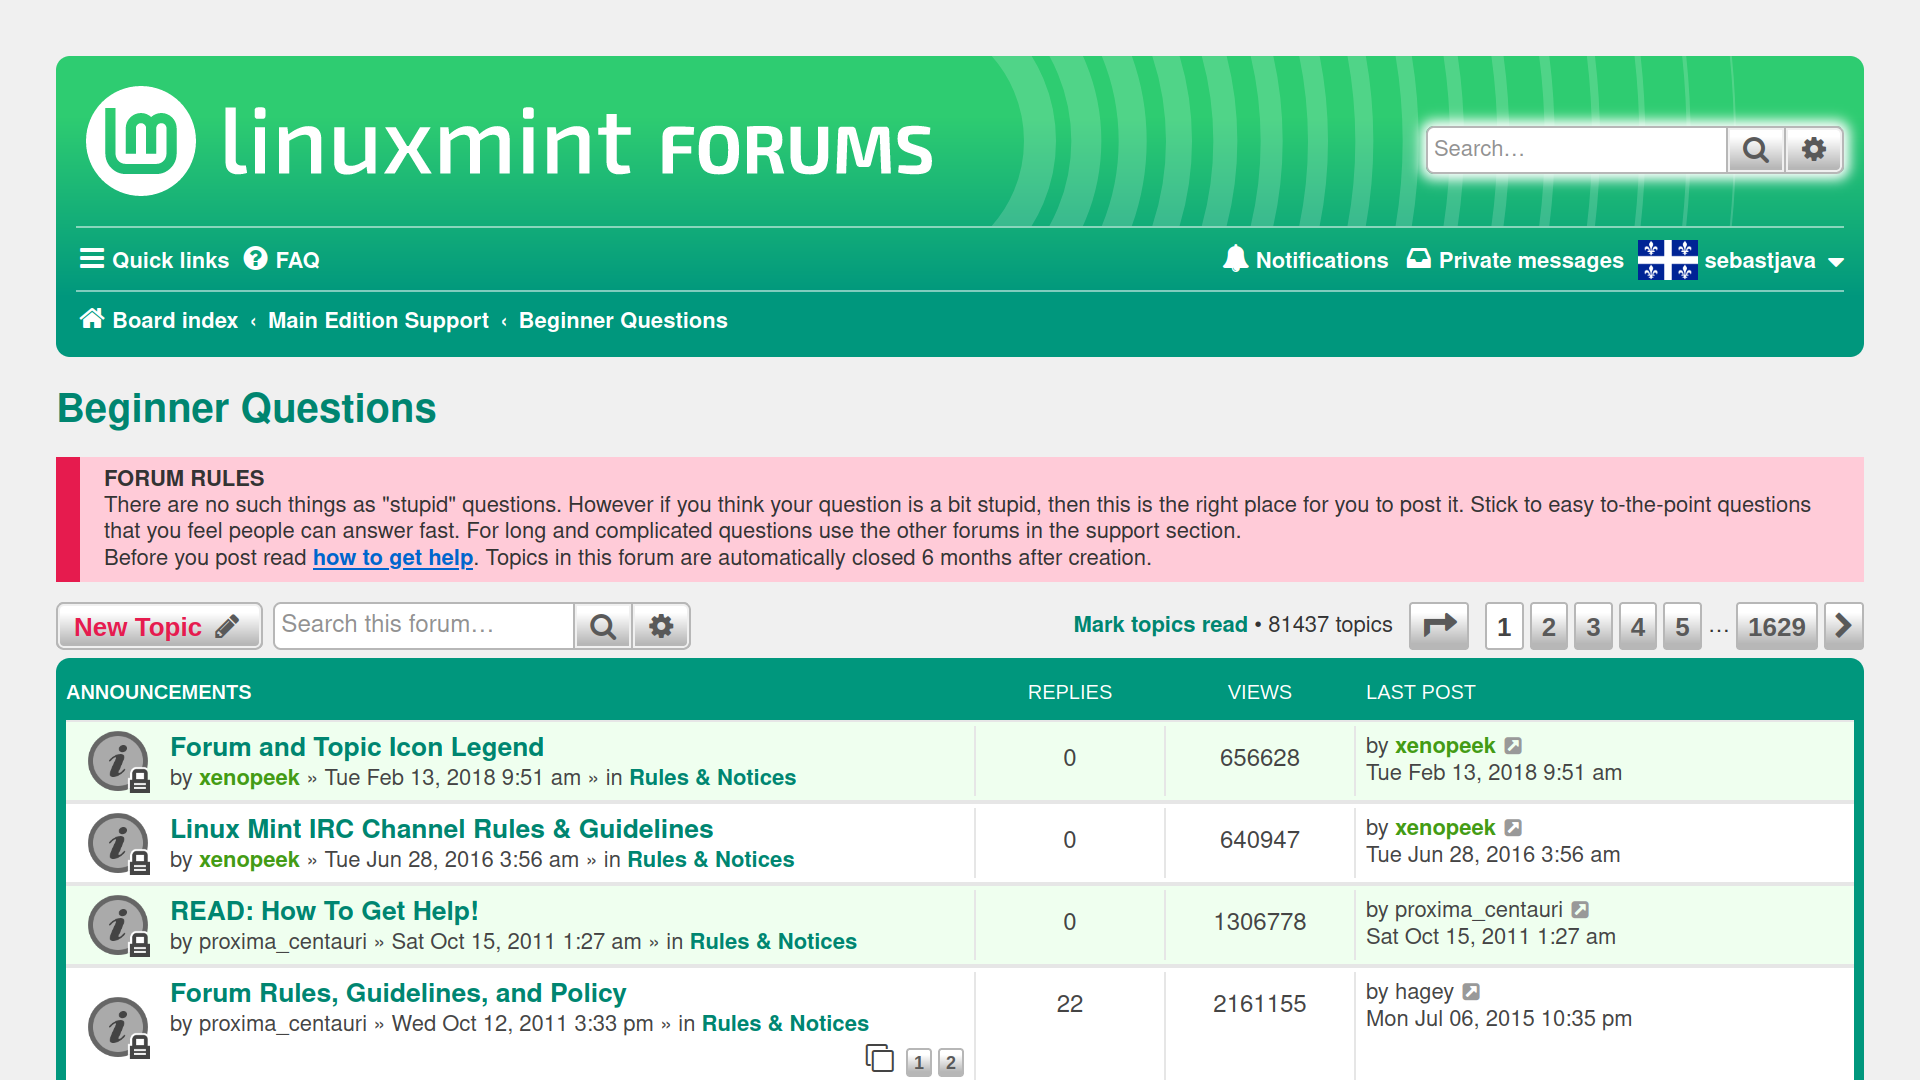 linuxmint FORUMS
Search…
Quick links FAQ
Notifications Private messages sebastjava
Board index ‹ Main Edition Support ‹ Beginner Questions
Beginner Questions
FORUM RULES
There are no such things as "stupid" questions. However if you think your question is a bit stupid, then this is the right place for you to post it. Stick to easy to-the-point questions
that you feel people can answer fast. For long and complicated questions use the other forums in the support section.
Before you post read how to get help. Topics in this forum are automatically closed 6 months after creation.
New Topic Search this forum… Mark topics read • 81437 topics 1 2 3 4 5 … 1629
ANNOUNCEMENTS REPLIES VIEWS LAST POST
Forum and Topic Icon Legend
by xenopeek » Tue Feb 13, 2018 9:51 am » in Rules & Notices
0
656628
by xenopeek
Tue Feb 13, 2018 9:51 am
Linux Mint IRC Channel Rules & Guidelines
by xenopeek » Tue Jun 28, 2016 3:56 am » in Rules & Notices
0
640947
by xenopeek
Tue Jun 28, 2016 3:56 am
READ: How To Get Help!
by proxima_centauri » Sat Oct 15, 2011 1:27 am » in Rules & Notices
0
1306778
by proxima_centauri
Sat Oct 15, 2011 1:27 am
Forum Rules, Guidelines, and Policy
by proxima_centauri » Wed Oct 12, 2011 3:33 pm » in Rules & Notices
1 2
22
2161155
by hagey
Mon Jul 06, 2015 10:35 pm